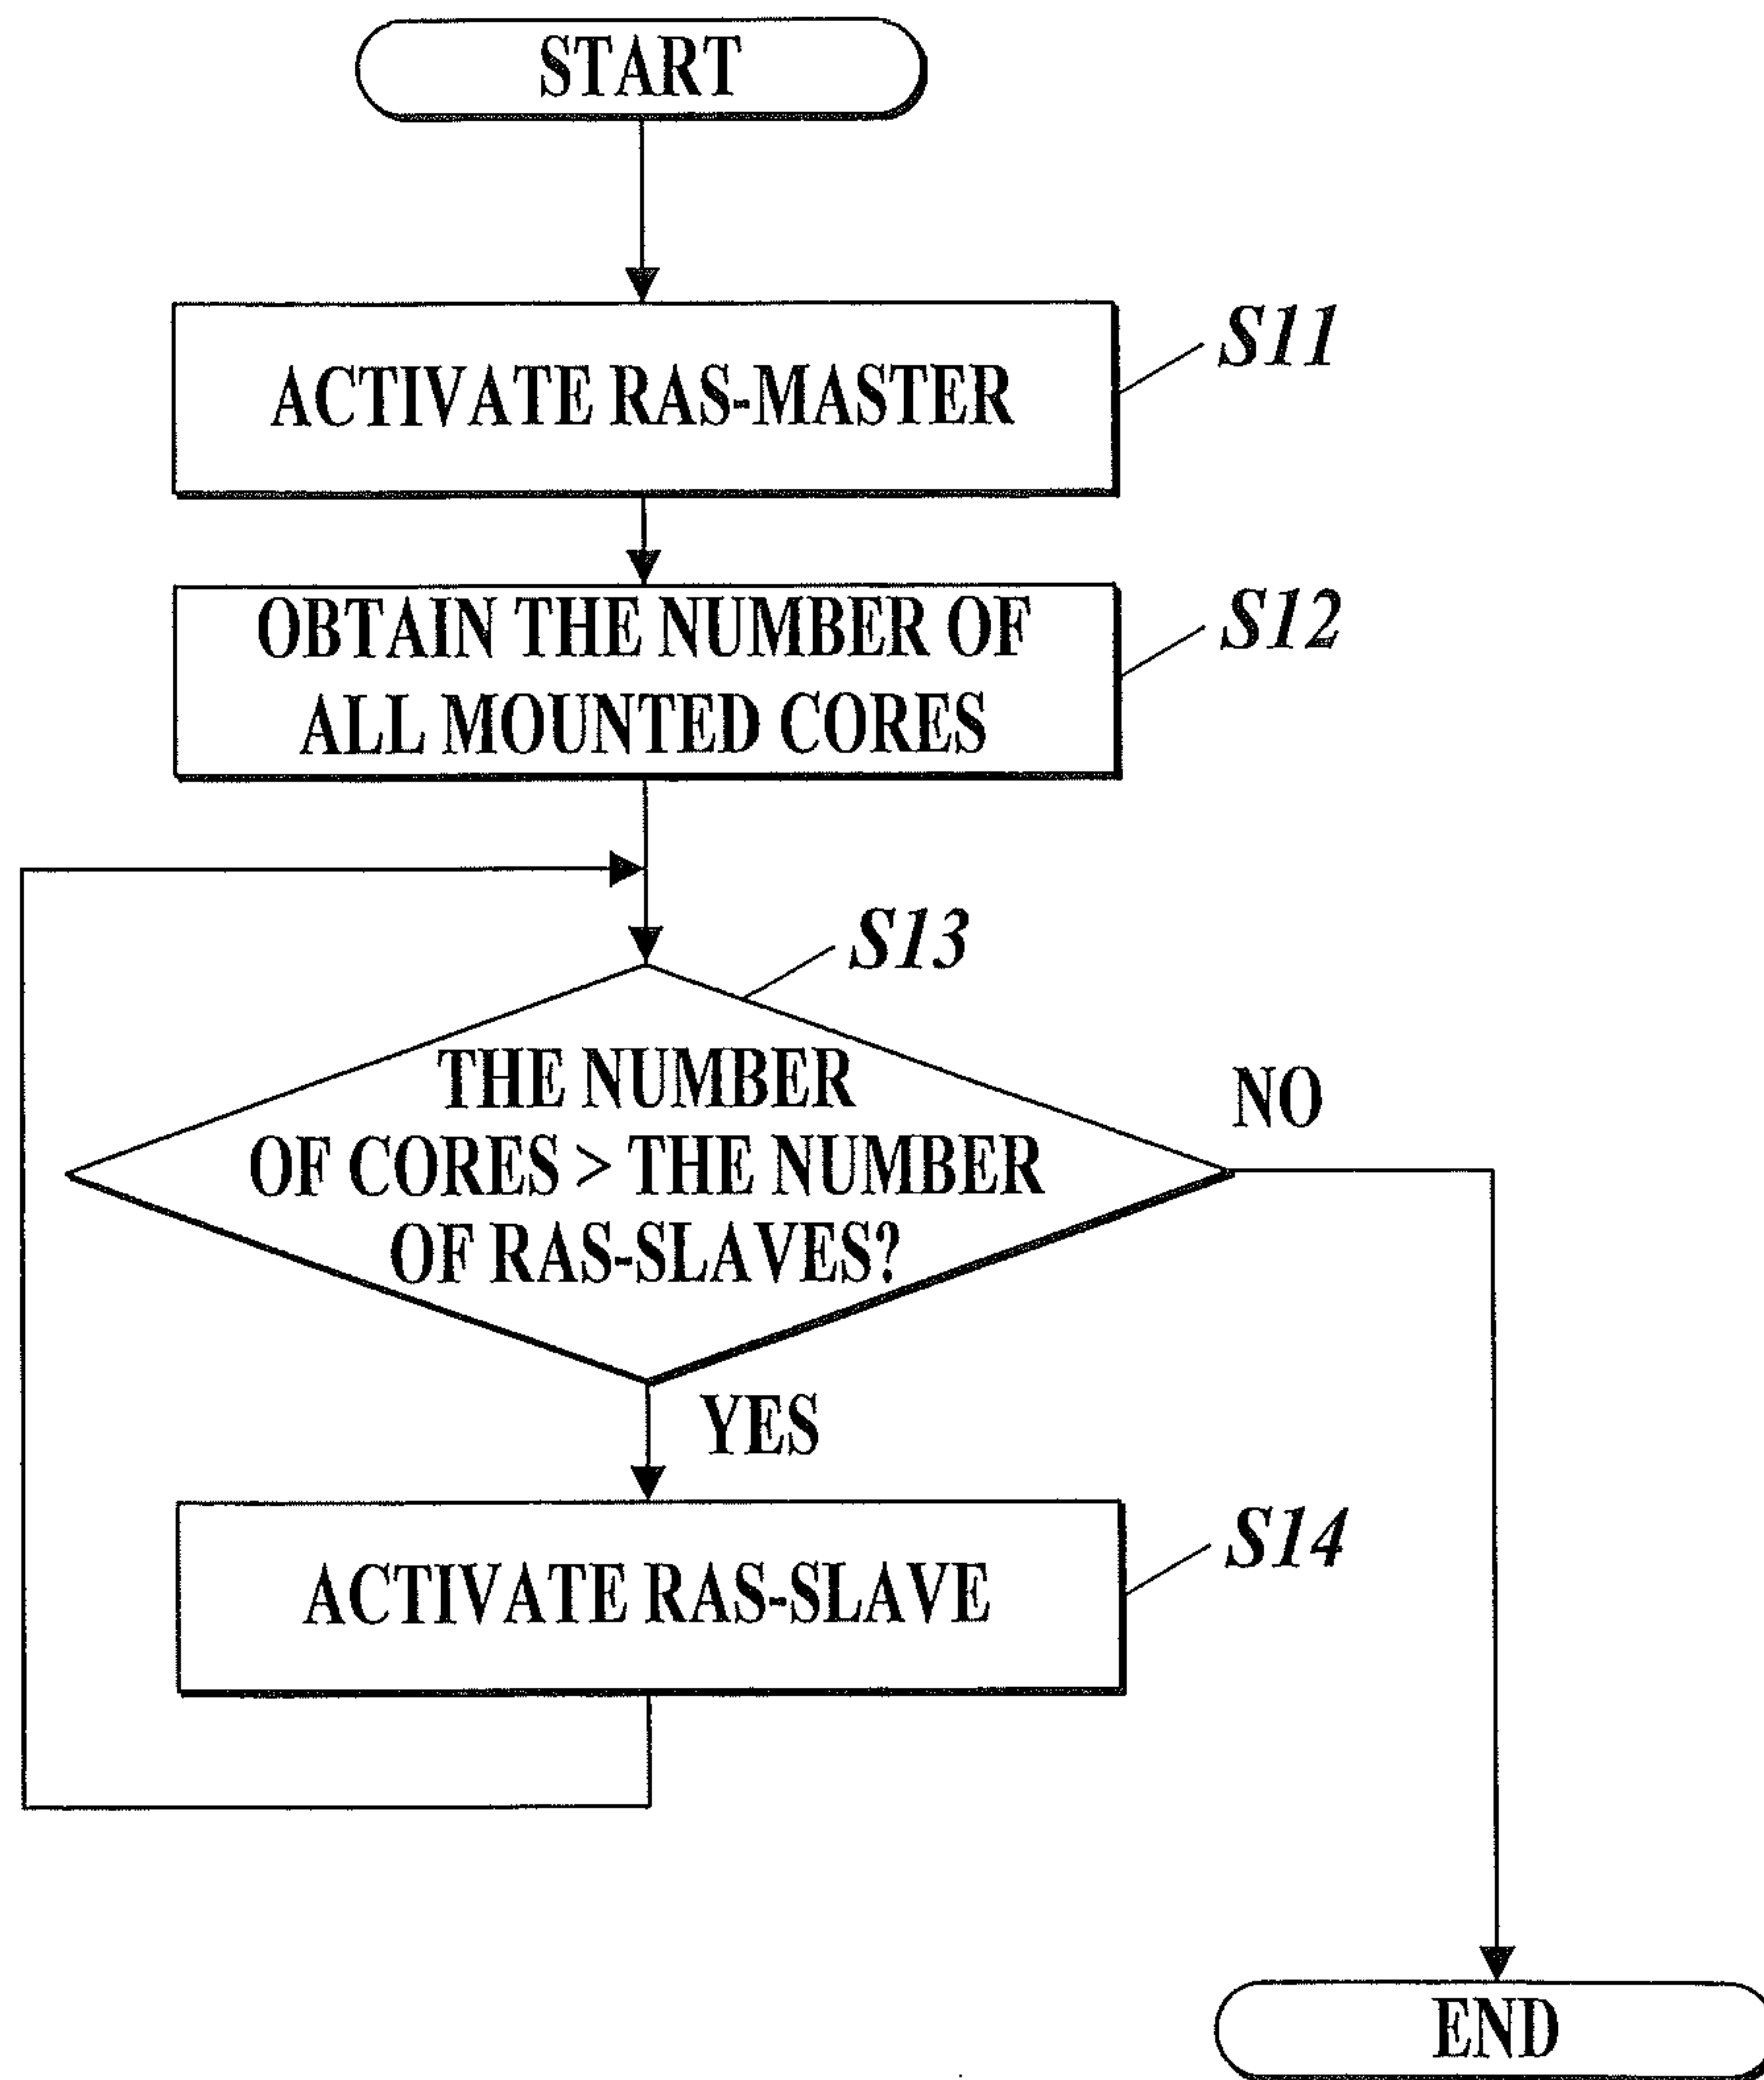 START
ACTIVATE RAS-MASTER
S11
OBTAIN THE NUMBER OF
ALL MOUNTED CORES
S12
S13
THE NUMBER
OF CORES > THE NUMBER
OF RAS-SLAVES?
NO
YES
ACTIVATE RAS-SLAVE
S14
END